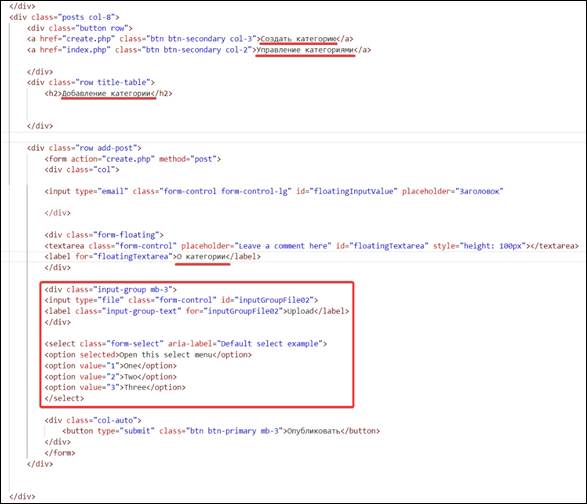 </div>
<div class="posts col-8">
<div class="button row">
<a href="create.php" class="btn btn-secondary col-3">Создать категорию</a>
<a href="index.php" class="btn btn-secondary col-2">Управление категориями</a>
</div>
<div class="row title-table">
<h2>Добавление категории</h2>
</div>
<div class="row add-post">
<form action="create.php" method="post">
<div class="col">
<input type="email" class="form-control form-control-lg" id="floatingInputValue" placeholder="Заголовок"
</div>
<div class="form-floating">
<textarea class="form-control" placeholder="Leave a comment here" id="floatingTextarea" style="height: 100px"></textarea>
<label for="floatingTextarea">О категории</label>
</div>
<div class="input-group mb-3">
<input type="file" class="form-control" id="inputGroupFile02">
<label class="input-group-text" for="inputGroupFile02">Upload</label>
</div>
<select class="form-select" aria-label="Default select example">
<option selected>Open this select menu</option>
<option value="1">One</option>
<option value="2">Two</option>
<option value="3">Three</option>
</select>
<div class="col-auto">
<button type="submit" class="btn btn-primary mb-3">Опубликовать</button>
</div>
</form>
</div>
</div>